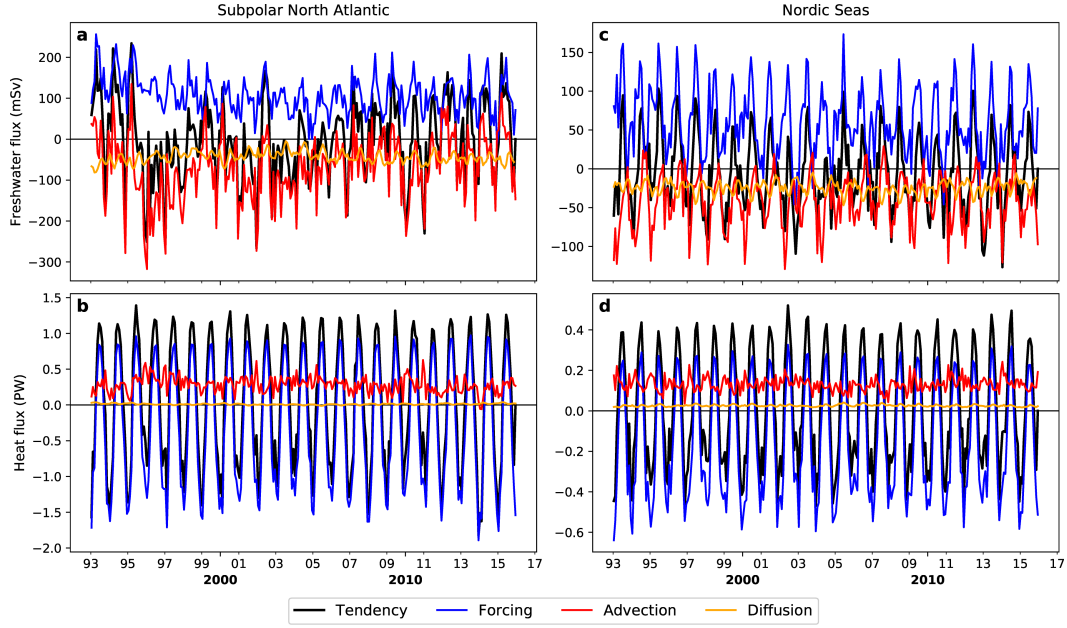 Subpolar North Atlantic
Nordic Seas
a
200
100
0
−100
−200
−300
Freshwater flux (mSv)
c
150
100
50
0
−50
−100
b
1.5
1.0
0.5
0.0
−0.5
−1.0
−1.5
−2.0
Heat flux (PW)
d
0.4
0.2
0.0
−0.2
−0.4
−0.6
93 95 97 99 01 03 05 07 09 11 13 15 17
2000 2010
93 95 97 99 01 03 05 07 09 11 13 15 17
2000 2010
Tendency Forcing Advection Diffusion